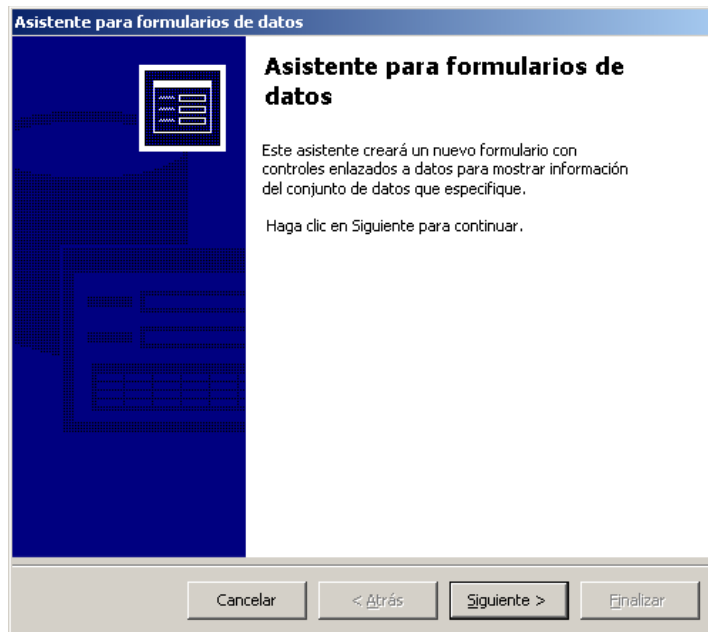 Asistente para formularios de datos
Asistente para formularios de
datos
Este asistente creará un nuevo formulario con
controles enlazados a datos para mostrar información
del conjunto de datos que especifique.
Haga clic en Siguiente para continuar.
Cancelar
< Atrás
Siguiente >
Finalizar